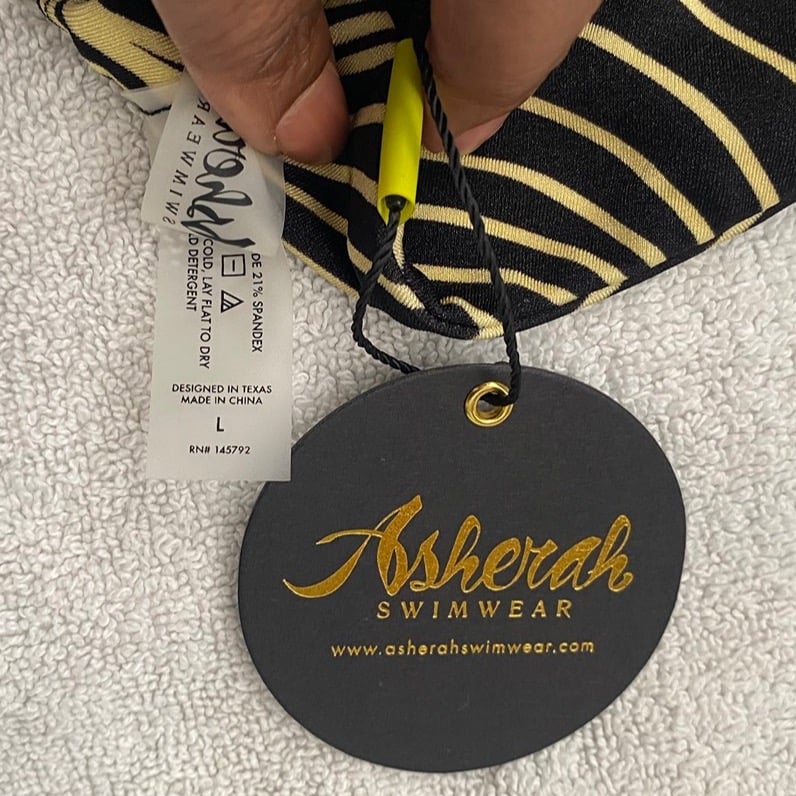 SWIMWEAR
DE 21% SPANDEX
COLD, LAY FLAT TO DRY
DETERGENT
DESIGNED IN TEXAS
MADE IN CHINA
L
RN# 145792
Asherah
SWIMWEAR
www.asherahswimwear.com